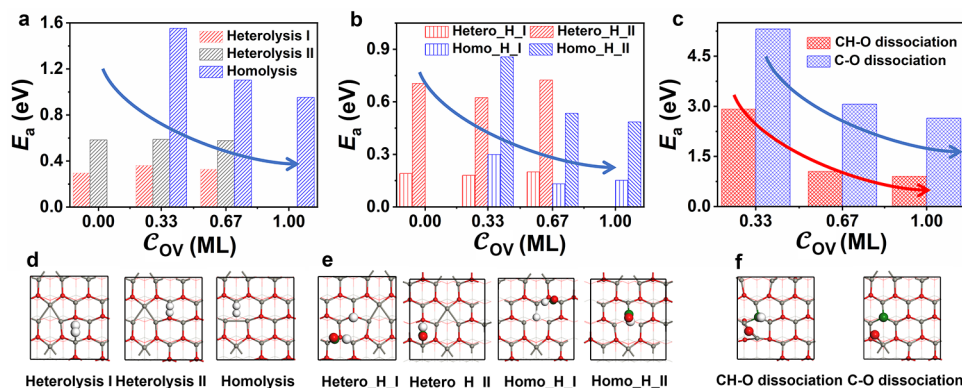 a
1.6
1.2
0.8
0.4
0.0
Eₐ (eV)
Heterolysis I
Heterolysis II
Homolysis
0.00 0.33 0.67 1.00
C_OV (ML)
b
0.9
0.6
0.3
0.0
Eₐ (eV)
Hetero_H_I Hetero_H_II
Homo_H_I Homo_H_II
0.00 0.33 0.67 1.00
C_OV (ML)
c
4.5
3.0
1.5
0.0
Eₐ (eV)
CH-O dissociation
C-O dissociation
0.33 0.67 1.00
C_OV (ML)
d
Heterolysis I Heterolysis II Homolysis
e
Hetero_H_I Hetero_H_II Homo_H_I Homo_H_II
f
CH-O dissociation C-O dissociation